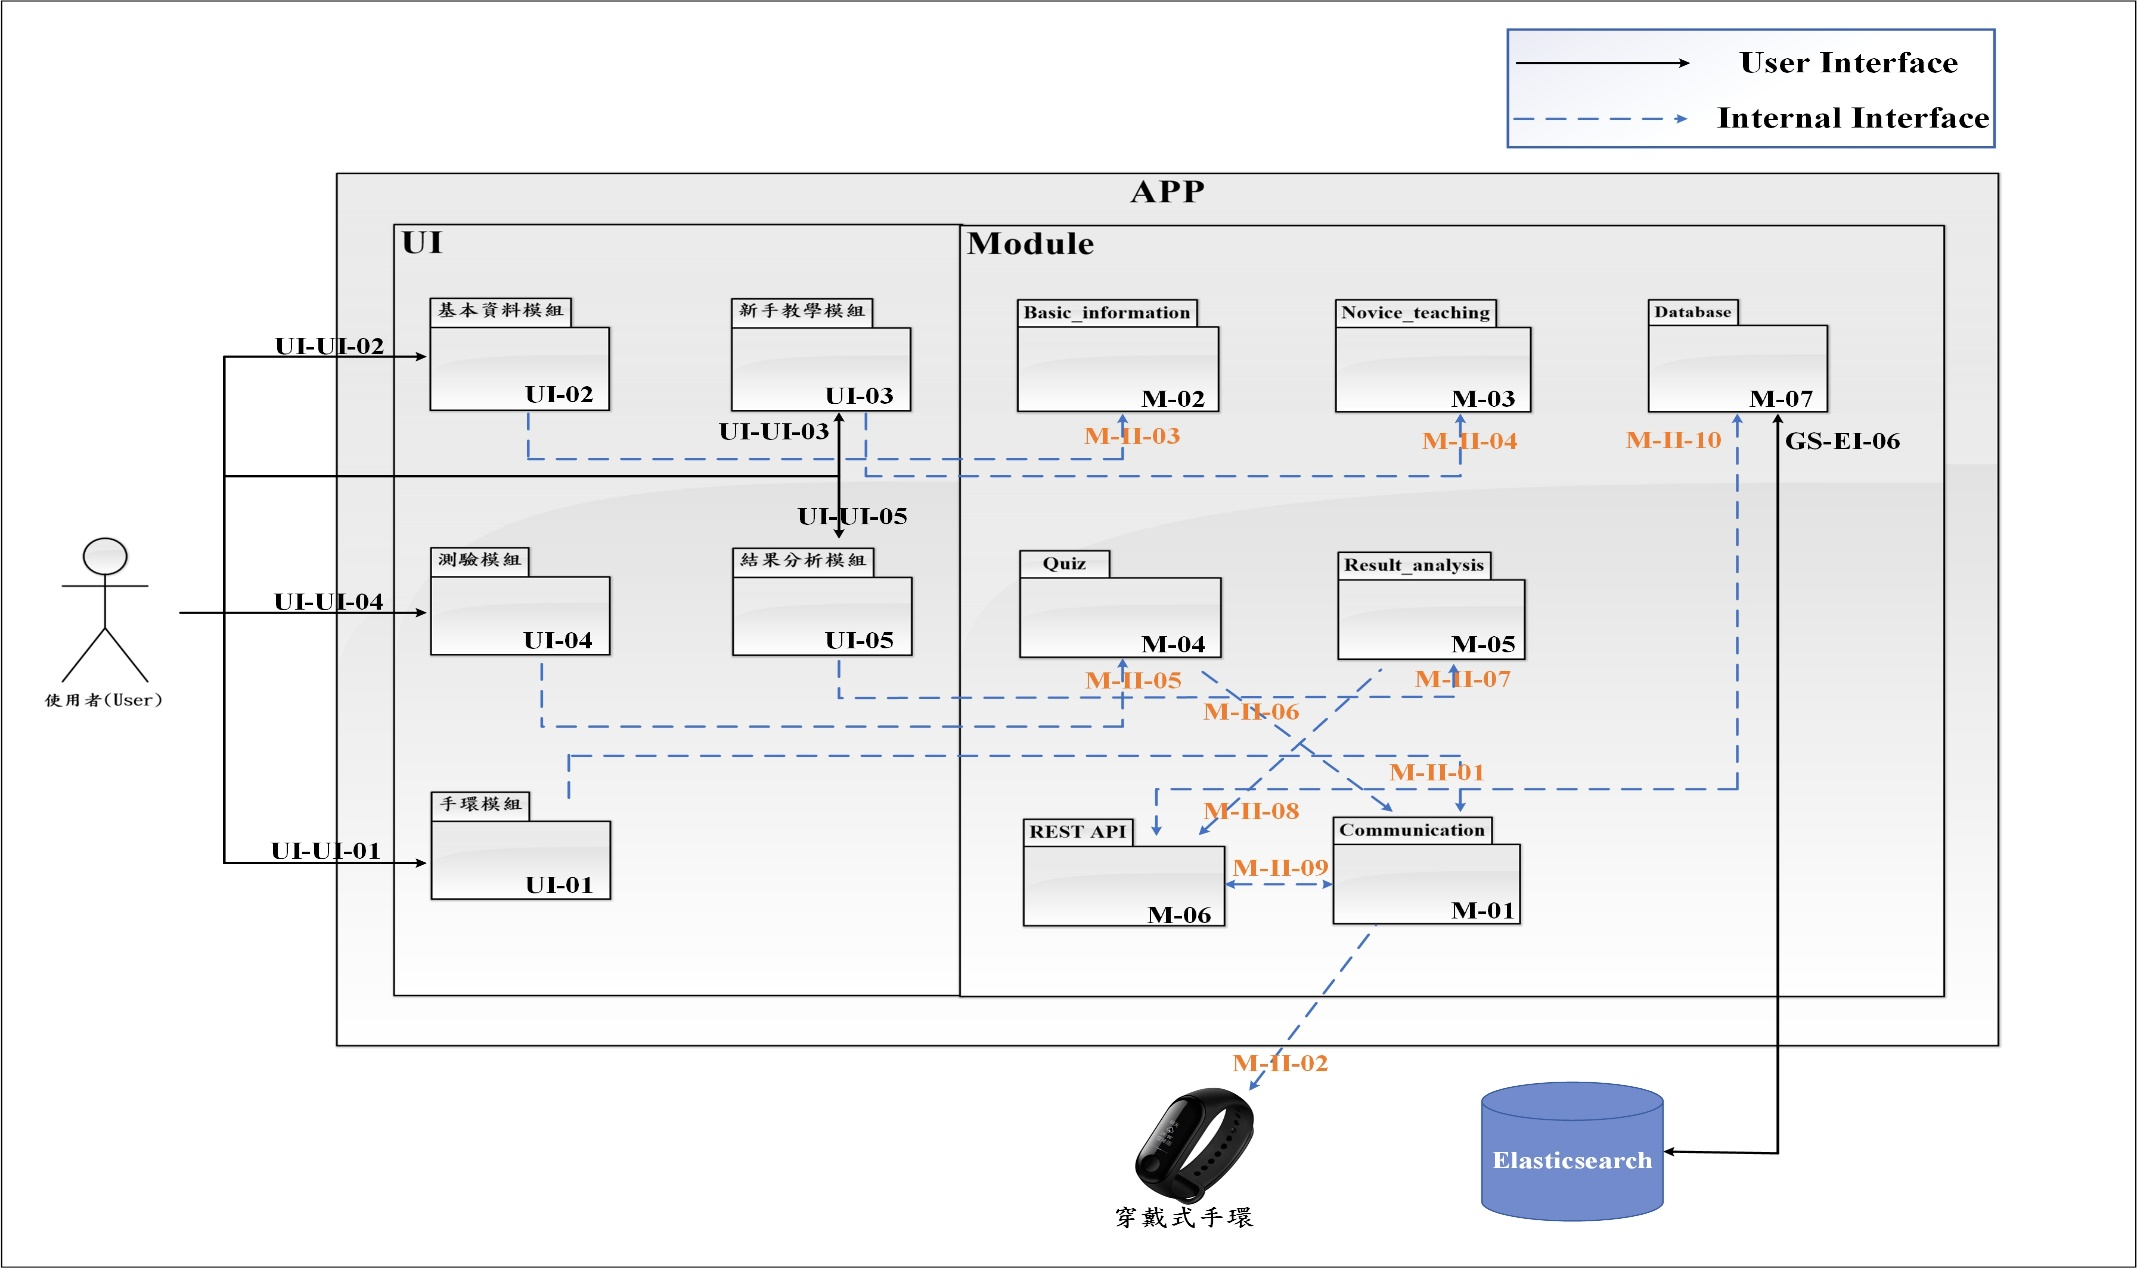 User Interface
Internal Interface
APP
UI
Module
基本資料模組
UI-02
新手教學模組
UI-03
Basic_information
M-02
Novice_teaching
M-03
Database
M-07
UI-UI-02
UI-UI-03
M-II-03
M-II-04
M-II-10
GS-EI-06
UI-UI-05
測驗模組
UI-04
結果分析模組
UI-05
Quiz
M-04
Result_analysis
M-05
UI-UI-04
使用者(User)
M-II-05
M-II-07
M-II-06
M-II-01
M-II-08
手環模組
UI-01
UI-UI-01
REST API
M-06
M-II-09
Communication
M-01
M-II-02
穿戴式手環
Elasticsearch